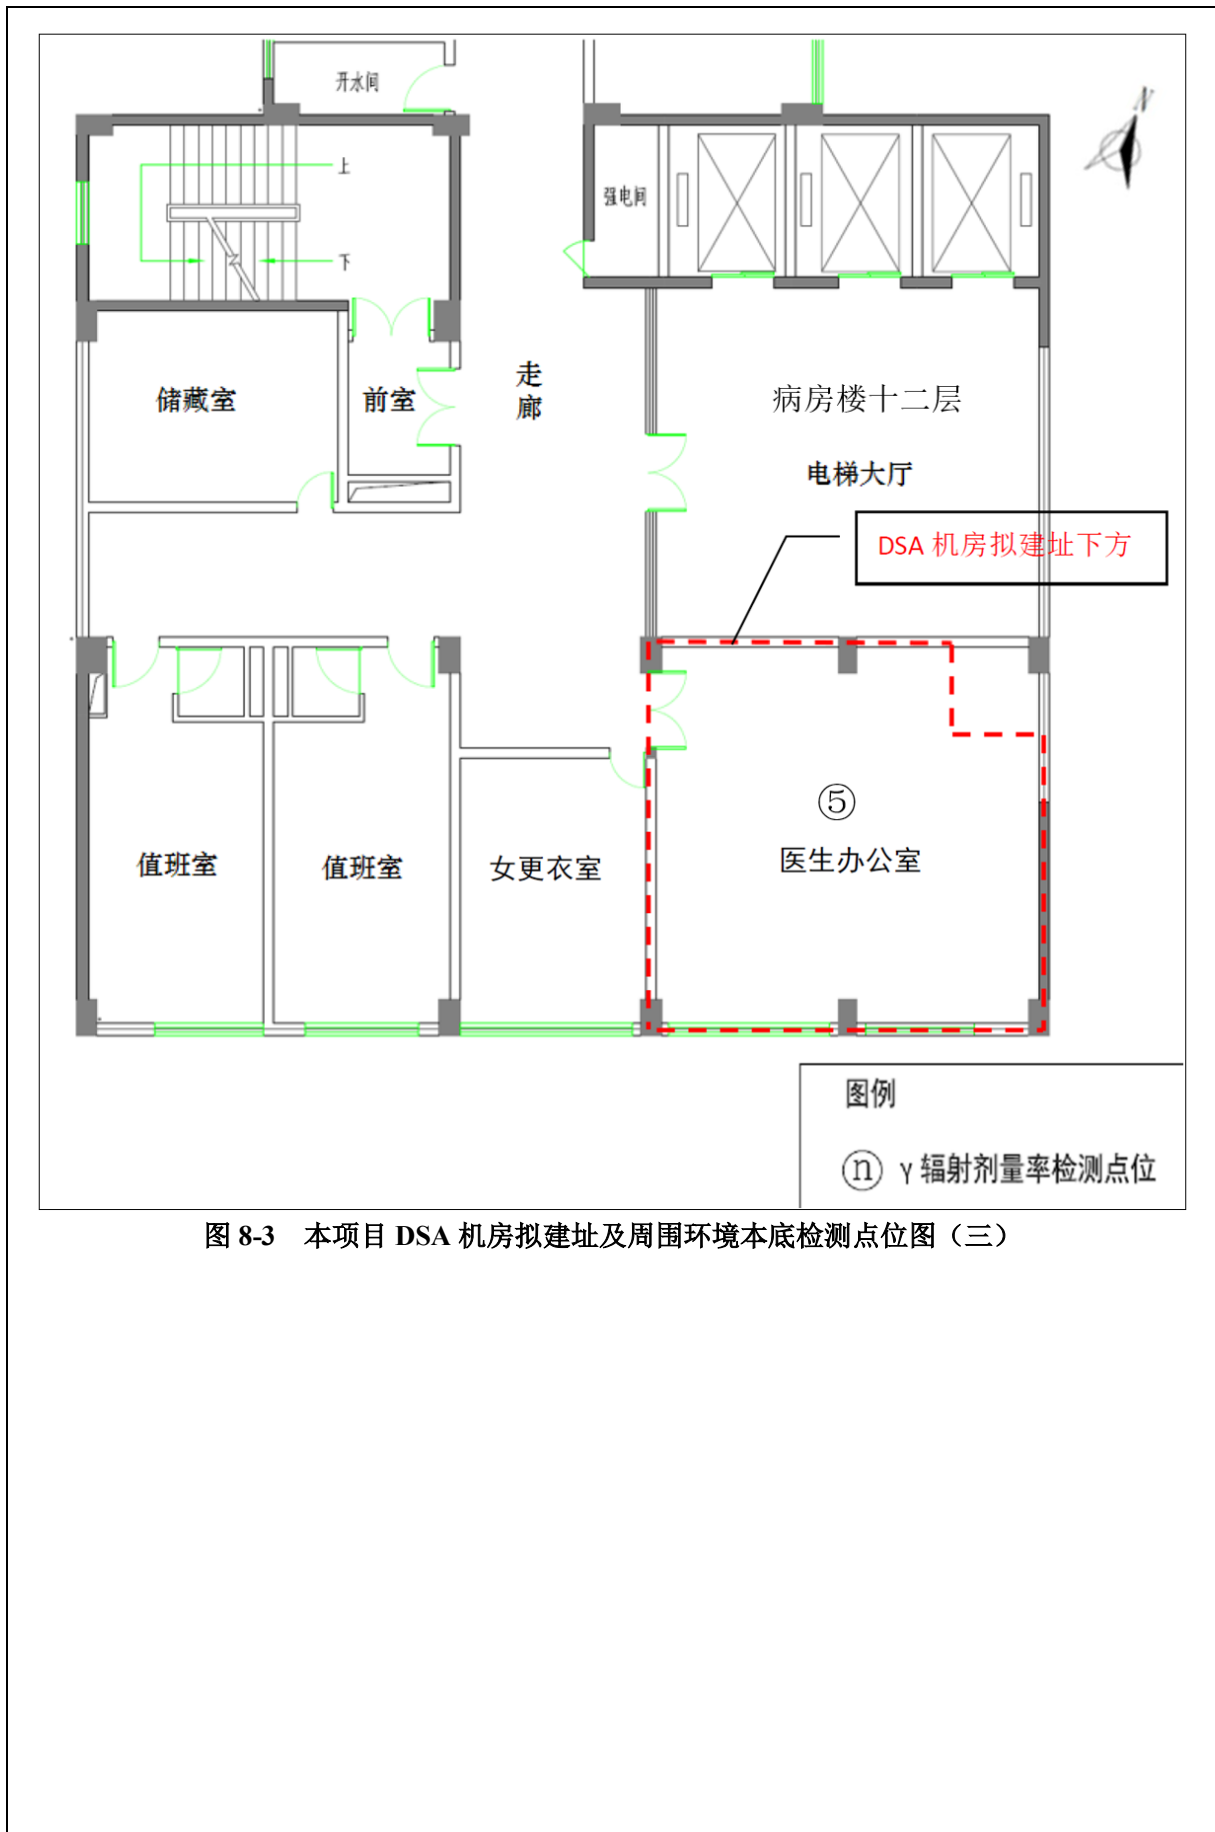 开水间
N
上
强电间
下
走廊
储藏室
前室
病房楼十二层
电梯大厅
DSA 机房拟建址下方
⑤
医生办公室
值班室
值班室
女更衣室
图例
ⓝ γ 辐射剂量率检测点位
图 8-3 本项目 DSA 机房拟建址及周围环境本底检测点位图（三）